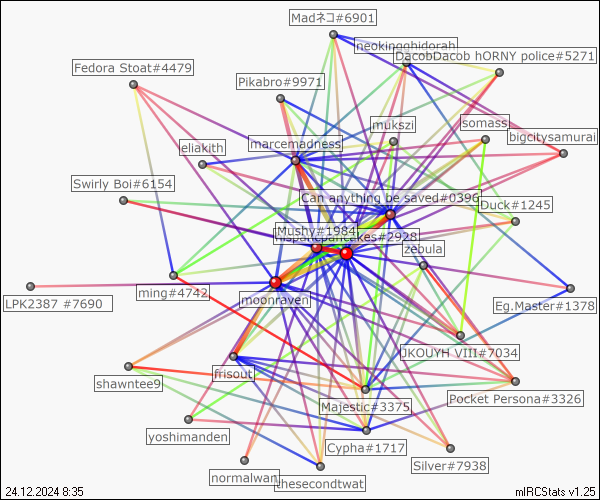 Madネコ#6901
neokingghidorah
DacobDacob hORNY police#5271
Fedora Stoat#4479
Pikabro#9971
mukszi
somass
bigcitysamurai
marcemadness
eliakith
Swirly Boi#6154
Can anything be saved#0396
Duck#1245
Mushy#1984
#2928
zebula
ming#4742
moonraven
LPK2387 #7690
Eg.Master#1378
JKOUYH VIII#7034
frisout
shawntee9
Majestic#3375
Pocket Persona#3326
yoshimanden
Cypha#1717
Silver#7938
normalwan
thesecondtwat
24.12.2024 8:35
mIRCStats v1.25